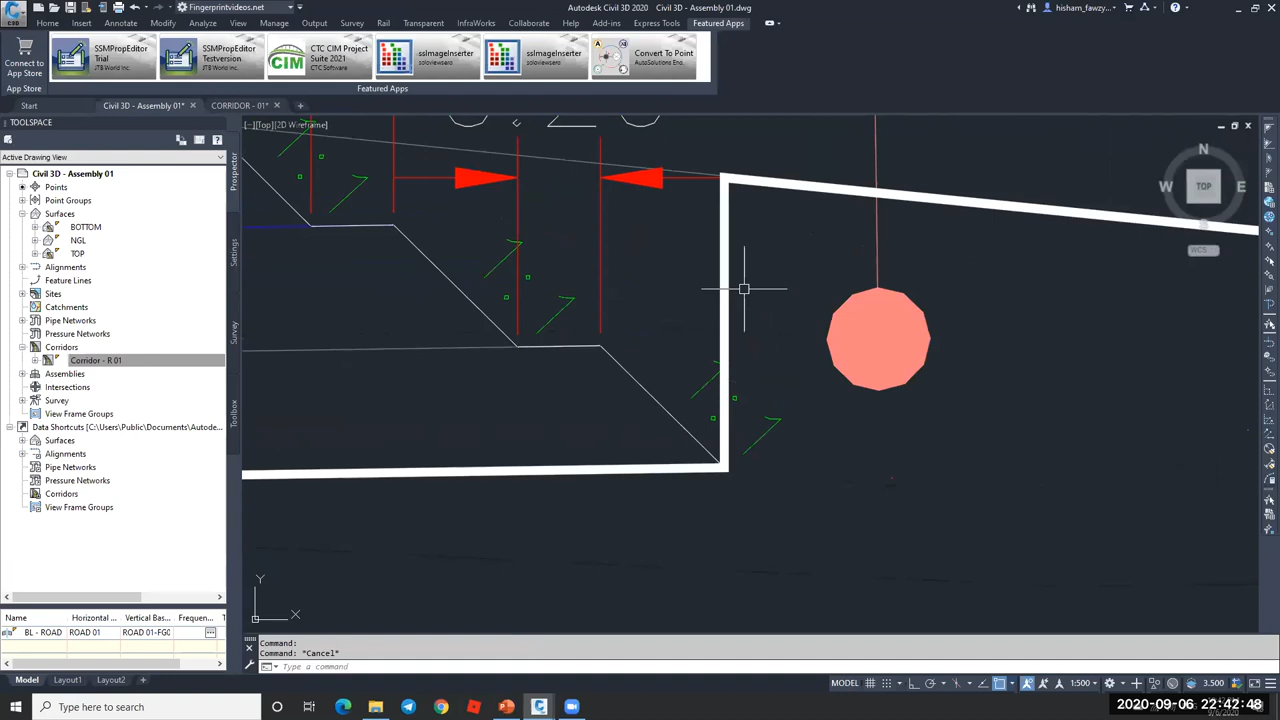 Fingerprintvideos.net
Autodesk Civil 3D 2020   Civil 3D - Assembly 01.dwg
hisham_fawzy...
C3D
Home Insert Annotate Modify Analyze View Manage Output Survey Rail Transparent InfraWorks Collaborate Help Add-ins Express Tools Featured Apps
Connect to
App Store
SSMPropEditor
Trial
JTB World Inc.
SSMPropEditor
Testversion
JTB World Inc.
CIM
CTC CIM Project
Suite 2021
CTC Software
ssImageInserter
soloviewsero
ssImageInserter
soloviewsero
Convert To Point
AutoSolutions Eng.
App Store
Featured Apps
Start
Civil 3D - Assembly 01*
CORRIDOR - 01*
TOOLSPACE
[−][Top][2D Wireframe]
Active Drawing View
Civil 3D - Assembly 01
Points
Point Groups
Surfaces
BOTTOM
NGL
TOP
Alignments
Feature Lines
Sites
Catchments
Pipe Networks
Pressure Networks
Corridors
Corridor - R 01
Assemblies
Intersections
Survey
View Frame Groups
Data Shortcuts [C:\Users\Public\Documents\Autode...
Surfaces
Alignments
Pipe Networks
Pressure Networks
Corridors
View Frame Groups
Prospector
Settings
Survey
Toolbox
N
W TOP E
WCS
Y
X
Name Horizontal ... Vertical Bas... Frequen...
BL - ROAD ROAD 01 ROAD 01-FG0
Command:
Command: *Cancel*
Type a command
Model Layout1 Layout2
MODEL
1:500
3.500
Type here to search
2020-09-06 22:42:48